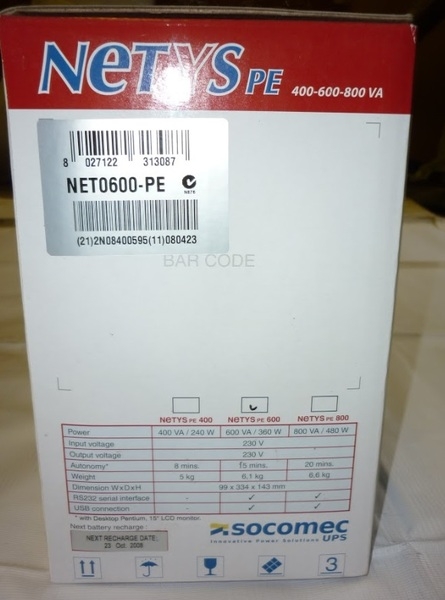 NeTYS PE 400-600-800 VA
8 027122 313087
NET0600-PE
N876
(21)2N08400595(11)080423
BAR CODE
NeTYS PE 400 NeTYS PE 600 NeTYS PE 800
Power 400 VA / 240 W 600 VA / 360 W 800 VA / 480 W
Input voltage 230 V
Output voltage 230 V
Autonomy* 8 mins. 15 mins. 20 mins.
Weight 5 kg 6,1 kg 6,6 kg
Dimension WxDxH 99 x 334 x 143 mm
RS232 serial interface - ✓ ✓
USB connection - ✓ ✓
* with Desktop Pentium, 15" LCD monitor.
Next battery recharge :
NEXT RECHARGE DATE:
23 Oct. 2008
socomec
Innovative Power Solutions UPS
3